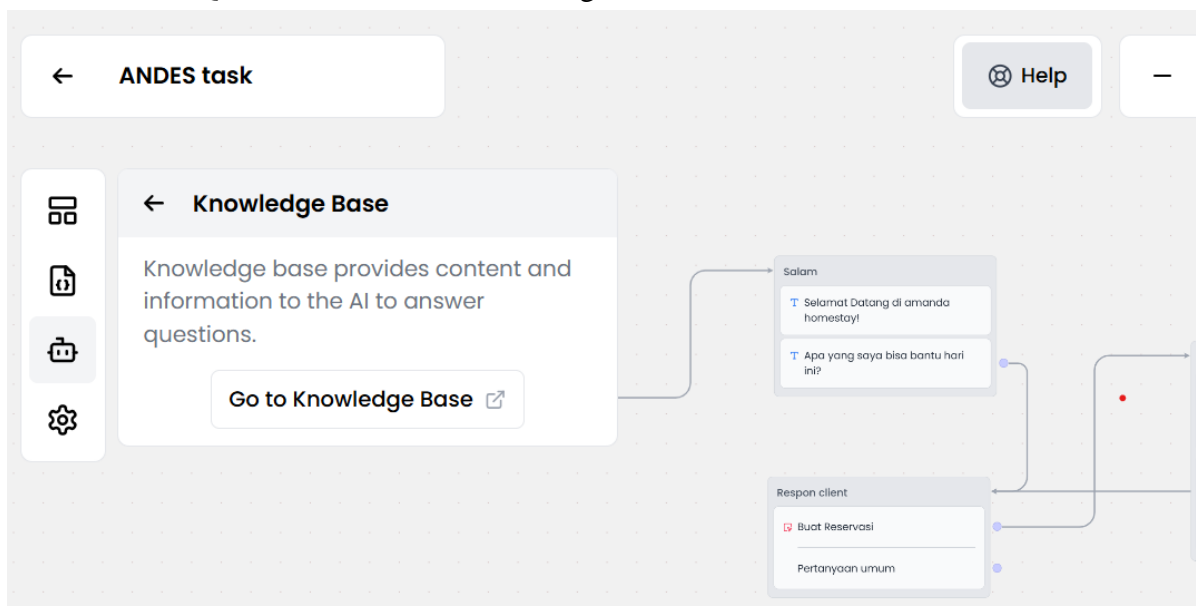 ANDES task
Help
Knowledge Base
Knowledge base provides content and
information to the AI to answer
questions.
Go to Knowledge Base
Salam
T Selamat Datang di amanda
homestay!
T Apa yang saya bisa bantu hari
ini?
Respon client
Buat Reservasi
Pertanyaan umum